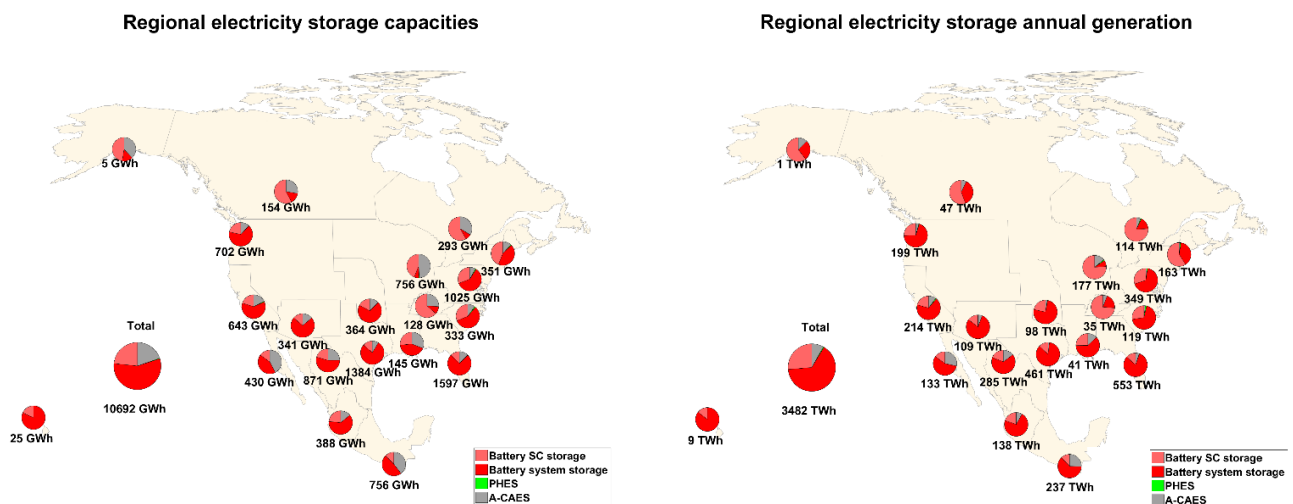 Regional electricity storage capacities
5 GWh
154 GWh
702 GWh
293 GWh
351 GWh
756 GWh
1025 GWh
643 GWh
364 GWh
128 GWh
333 GWh
341 GWh
145 GWh
Total
430 GWh
871 GWh
1384 GWh
1597 GWh
10692 GWh
25 GWh
388 GWh
756 GWh
Battery SC storage
Battery system storage
PHES
A-CAES
Regional electricity storage annual generation
1 TWh
47 TWh
199 TWh
114 TWh
163 TWh
177 TWh
349 TWh
214 TWh
98 TWh
35 TWh
119 TWh
109 TWh
41 TWh
Total
133 TWh
285 TWh
461 TWh
553 TWh
3482 TWh
9 TWh
138 TWh
237 TWh
Battery SC storage
Battery system storage
PHES
A-CAES